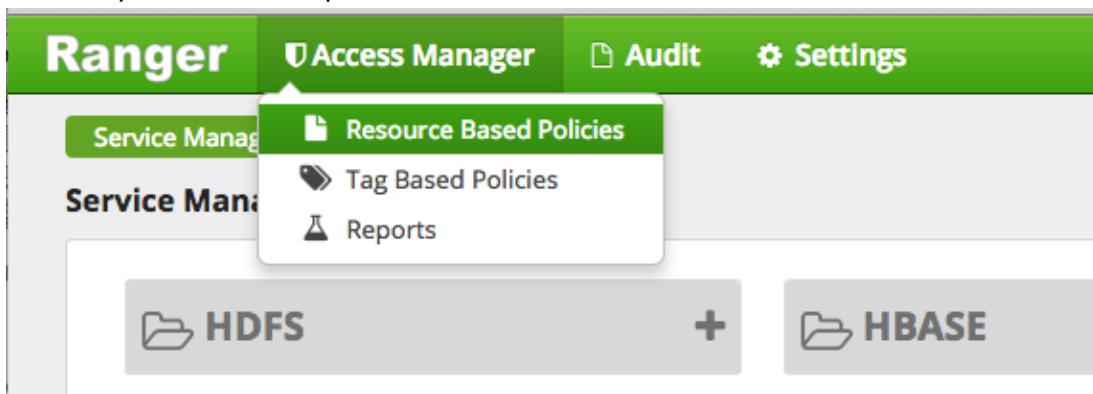 Ranger Access Manager Audit Settings
Service Manag
Resource Based Policies
Tag Based Policies
Service Mana
Reports
HDFS + HBASE